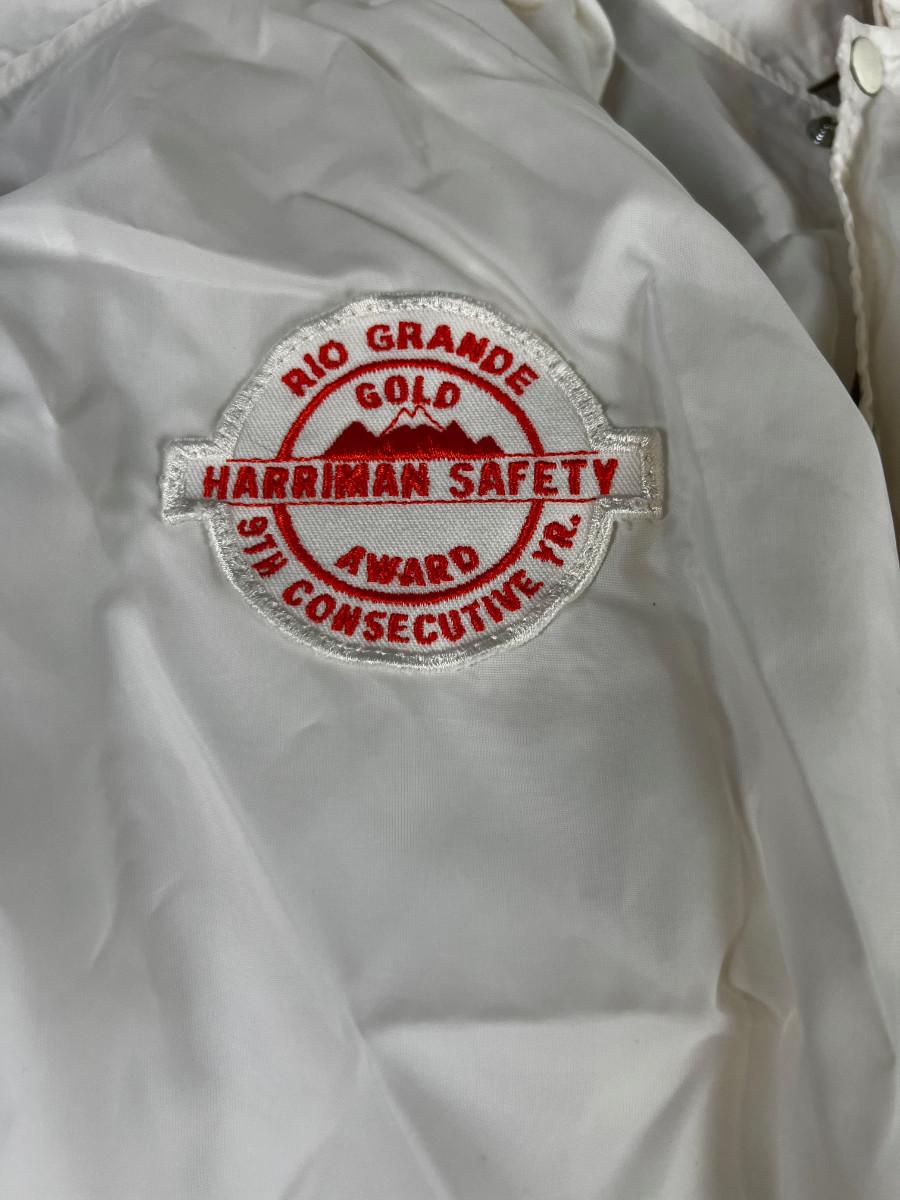 RIO GRANDE
GOLD
HARRIMAN SAFETY
AWARD
9TH CONSECUTIVE YR.